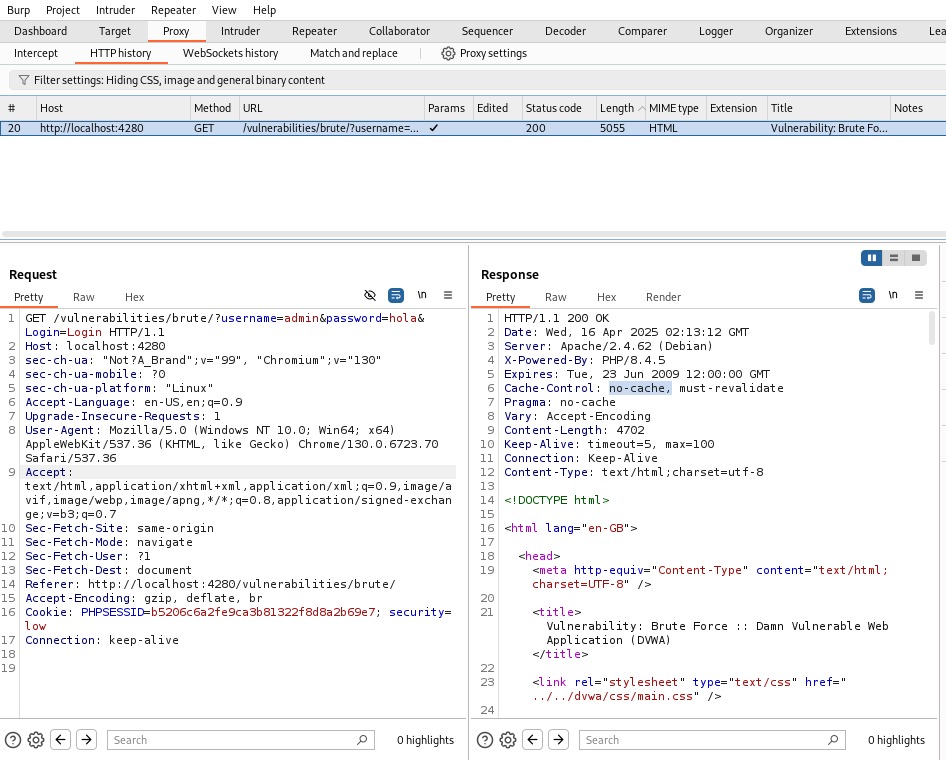 Burp Project Intruder Repeater View Help
Dashboard Target Proxy Intruder Repeater Collaborator Sequencer Decoder Comparer Logger Organizer Extensions Lea
Intercept HTTP history WebSockets history Match and replace Proxy settings
Filter settings: Hiding CSS, image and general binary content
# Host Method URL Params Edited Status code Length MIME type Extension Title Notes
20 http://localhost:4280 GET /vulnerabilities/brute/?username=... ✓ 200 5055 HTML Vulnerability: Brute Fo...
Request
Pretty Raw Hex \n
1 GET /vulnerabilities/brute/?username=admin&password=hola&
Login=Login HTTP/1.1
2 Host: localhost:4280
3 sec-ch-ua: "Not?A_Brand";v="99", "Chromium";v="130"
4 sec-ch-ua-mobile: ?0
5 sec-ch-ua-platform: "Linux"
6 Accept-Language: en-US,en;q=0.9
7 Upgrade-Insecure-Requests: 1
8 User-Agent: Mozilla/5.0 (Windows NT 10.0; Win64; x64)
AppleWebKit/537.36 (KHTML, like Gecko) Chrome/130.0.6723.70
Safari/537.36
9 Accept:
text/html,application/xhtml+xml,application/xml;q=0.9,image/a
vif,image/webp,image/apng,*/*;q=0.8,application/signed-exchan
ge;v=b3;q=0.7
10 Sec-Fetch-Site: same-origin
11 Sec-Fetch-Mode: navigate
12 Sec-Fetch-User: ?1
13 Sec-Fetch-Dest: document
14 Referer: http://localhost:4280/vulnerabilities/brute/
15 Accept-Encoding: gzip, deflate, br
16 Cookie: PHPSESSID=b5206c6a2fe9ca3b81322f8d8a2b69e7; security=
low
17 Connection: keep-alive
18
19
Search 0 highlights
Response
Pretty Raw Hex Render \n
1 HTTP/1.1 200 OK
2 Date: Wed, 16 Apr 2025 02:13:12 GMT
3 Server: Apache/2.4.62 (Debian)
4 X-Powered-By: PHP/8.4.5
5 Expires: Tue, 23 Jun 2009 12:00:00 GMT
6 Cache-Control: no-cache, must-revalidate
7 Pragma: no-cache
8 Vary: Accept-Encoding
9 Content-Length: 4702
10 Keep-Alive: timeout=5, max=100
11 Connection: Keep-Alive
12 Content-Type: text/html;charset=utf-8
13
14 <!DOCTYPE html>
15
16 <html lang="en-GB">
17
18 <head>
19 <meta http-equiv="Content-Type" content="text/html;
charset=UTF-8" />
20
21 <title>
Vulnerability: Brute Force :: Damn Vulnerable Web
Application (DVWA)
</title>
22
23 <link rel="stylesheet" type="text/css" href="
../../dvwa/css/main.css" />
24
Search 0 highlights